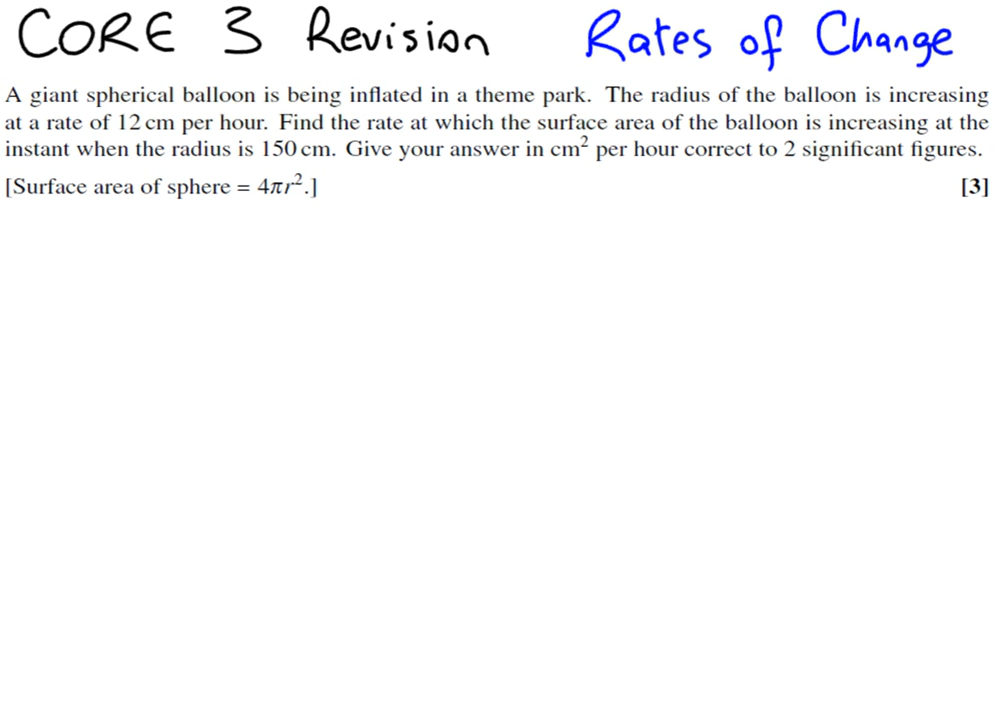 CORE 3 Revision Rates of Change
A giant spherical balloon is being inflated in a theme park. The radius of the balloon is increasing
at a rate of 12 cm per hour. Find the rate at which the surface area of the balloon is increasing at the
instant when the radius is 150 cm. Give your answer in cm² per hour correct to 2 significant figures.
[Surface area of sphere = 4πr².] [3]